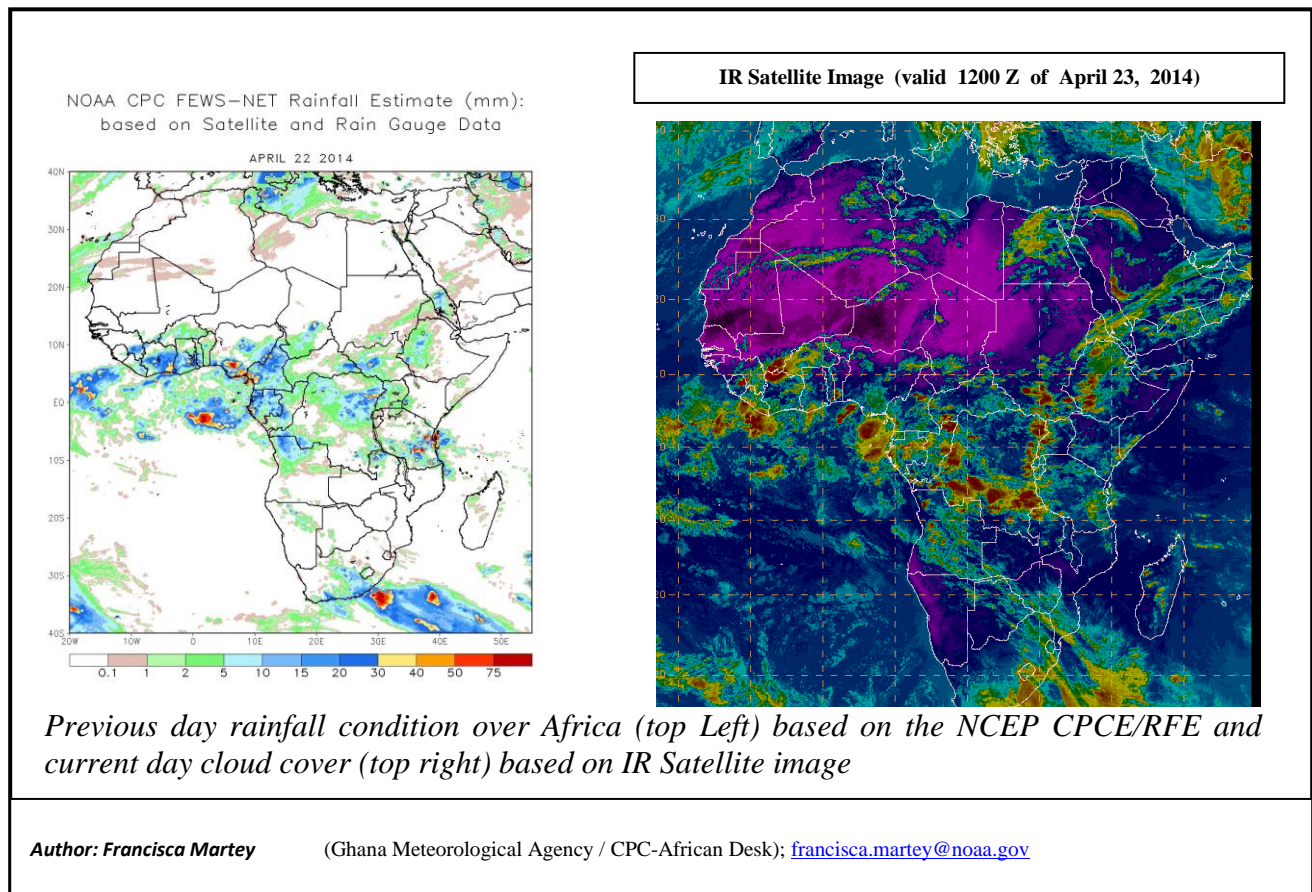 NOAA CPC FEWS-NET Rainfall Estimate (mm):
based on Satellite and Rain Gauge Data
APRIL 22 2014
40N
30N
20N
10N
EQ
10S
20S
30S
40S
20W 10W 0 10E 20E 30E 40E 50E
0.1 1 2 5 10 15 20 30 40 50 75
IR Satellite Image (valid 1200 Z of April 23, 2014)
Previous day rainfall condition over Africa (top Left) based on the NCEP CPCE/RFE and
current day cloud cover (top right) based on IR Satellite image
Author: Francisca Martey (Ghana Meteorological Agency / CPC-African Desk); francisca.martey@noaa.gov